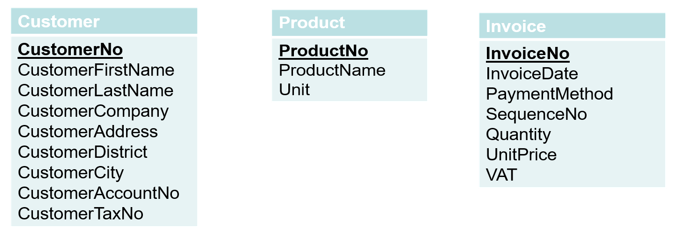 Customer
CustomerNo
CustomerFirstName
CustomerLastName
CustomerCompany
CustomerAddress
CustomerDistrict
CustomerCity
CustomerAccountNo
CustomerTaxNo
Product
ProductNo
ProductName
Unit
Invoice
InvoiceNo
InvoiceDate
PaymentMethod
SequenceNo
Quantity
UnitPrice
VAT